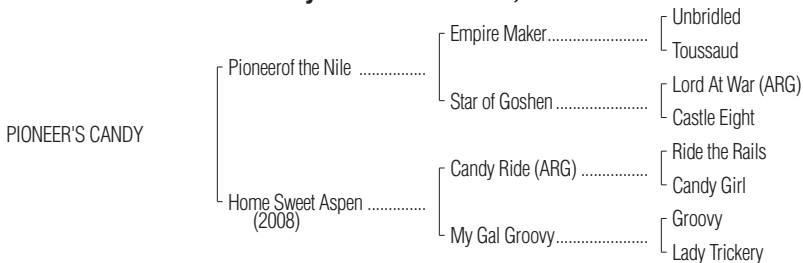 Unbridled
Empire Maker......................
Toussaud
Pioneerof the Nile ................
Lord At War (ARG)
Star of Goshen ......................
Castle Eight
PIONEER'S CANDY
Ride the Rails
Candy Ride (ARG) ................
Candy Girl
Home Sweet Aspen ..............
(2008)
Groovy
My Gal Groovy......................
Lady Trickery